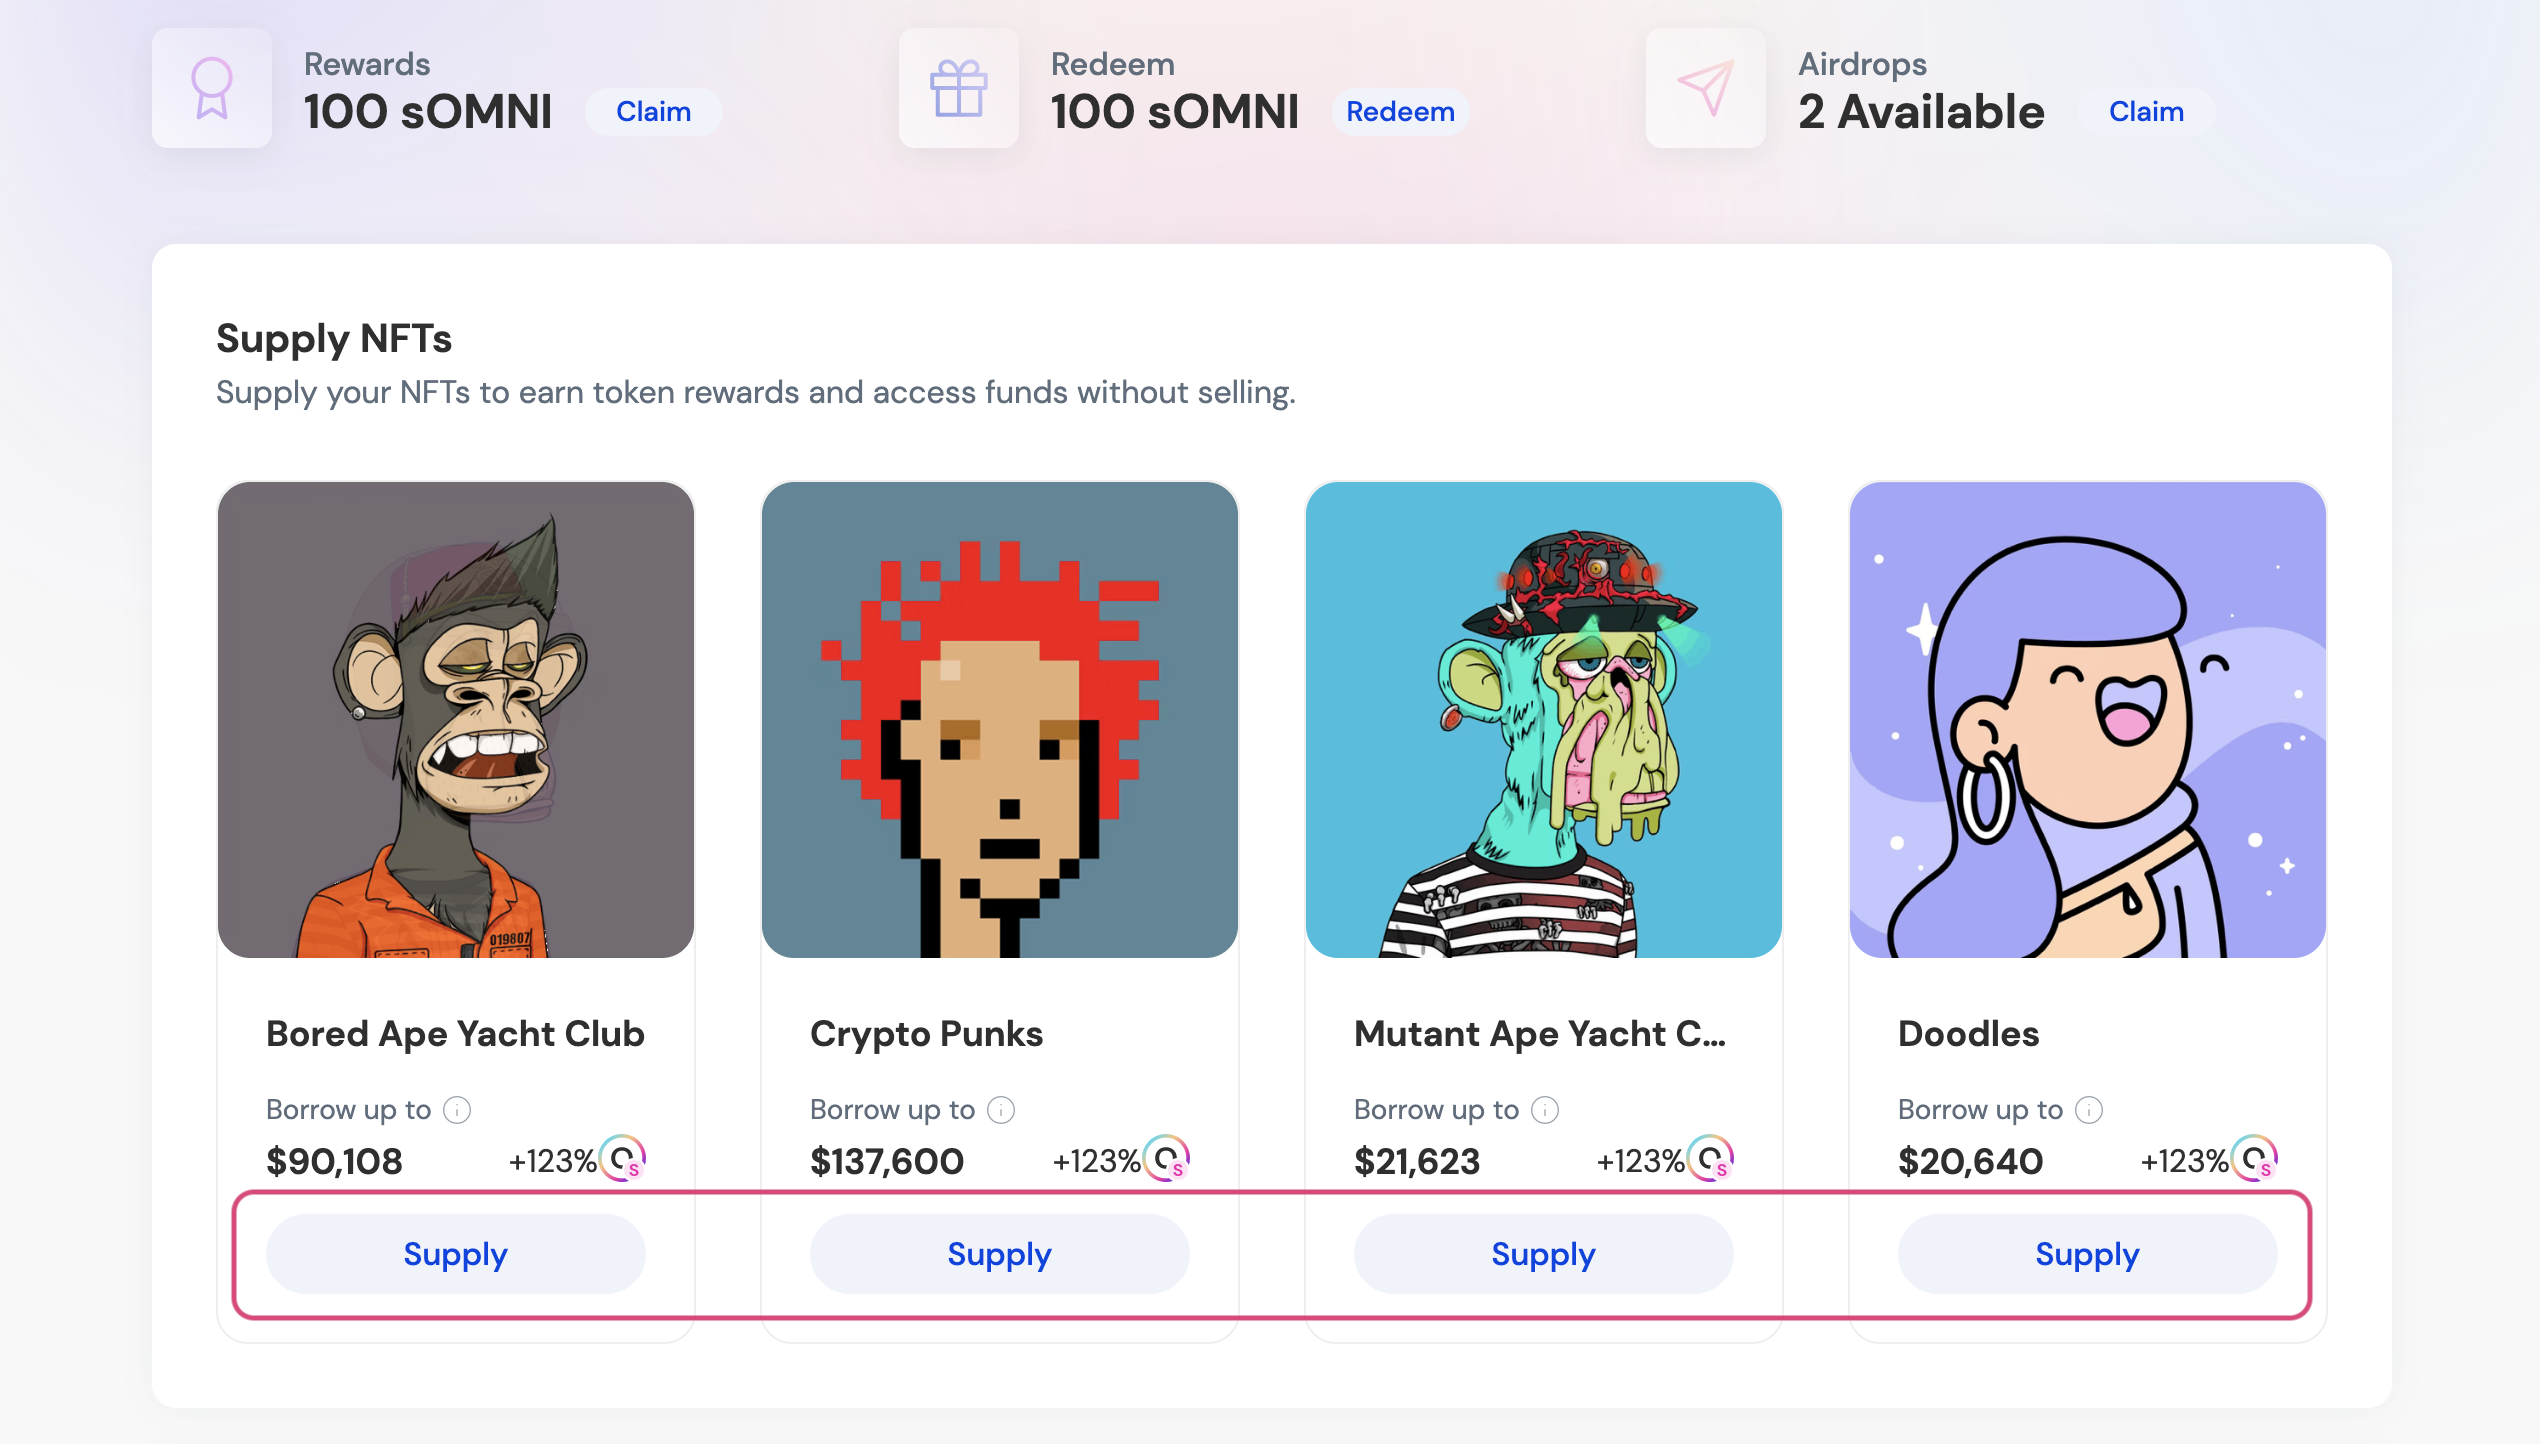 Rewards
100 sOMNI Claim
Redeem
100 sOMNI Redeem
Airdrops
2 Available Claim
Supply NFTs
Supply your NFTs to earn token rewards and access funds without selling.
019807
Bored Ape Yacht Club
Borrow up to
$90,108 +123% S
Supply
Crypto Punks
Borrow up to
$137,600 +123% S
Supply
Mutant Ape Yacht C...
Borrow up to
$21,623 +123% S
Supply
Doodles
Borrow up to
$20,640 +123% S
Supply